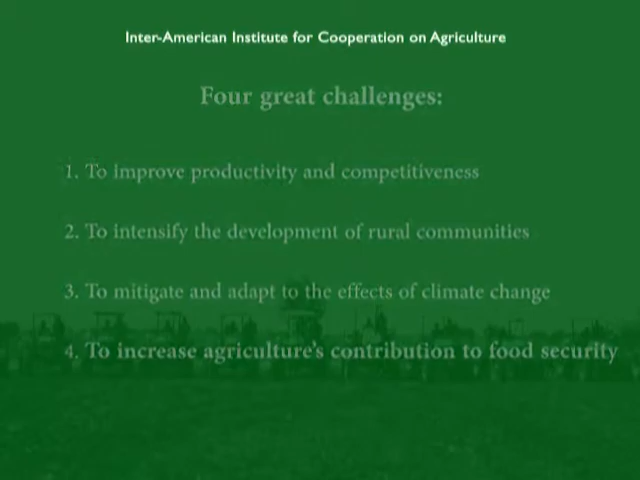 Inter-American Institute for Cooperation on Agriculture
Four great challenges:
1. To improve productivity and competitiveness
2. To intensify the development of rural communities
3. To mitigate and adapt to the effects of climate change
4. To increase agriculture's contribution to food security